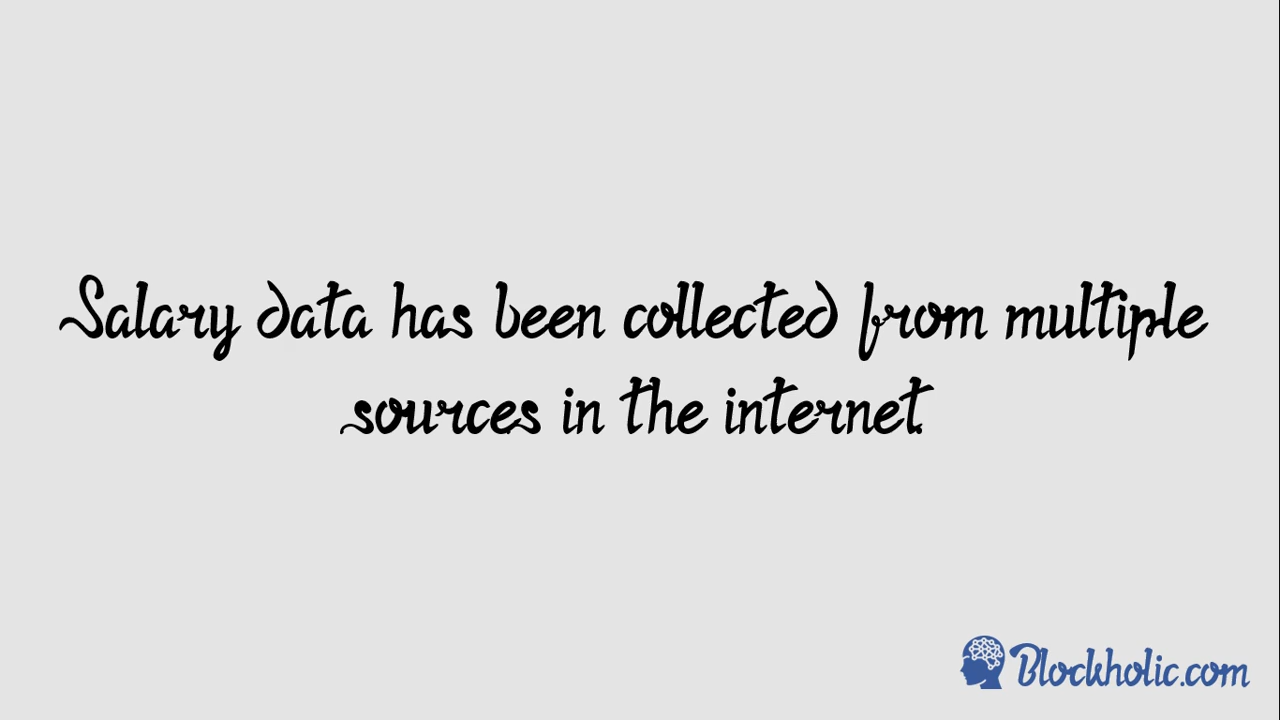 Salary data has been collected from multiple
sources in the internet.
Blockholic.com